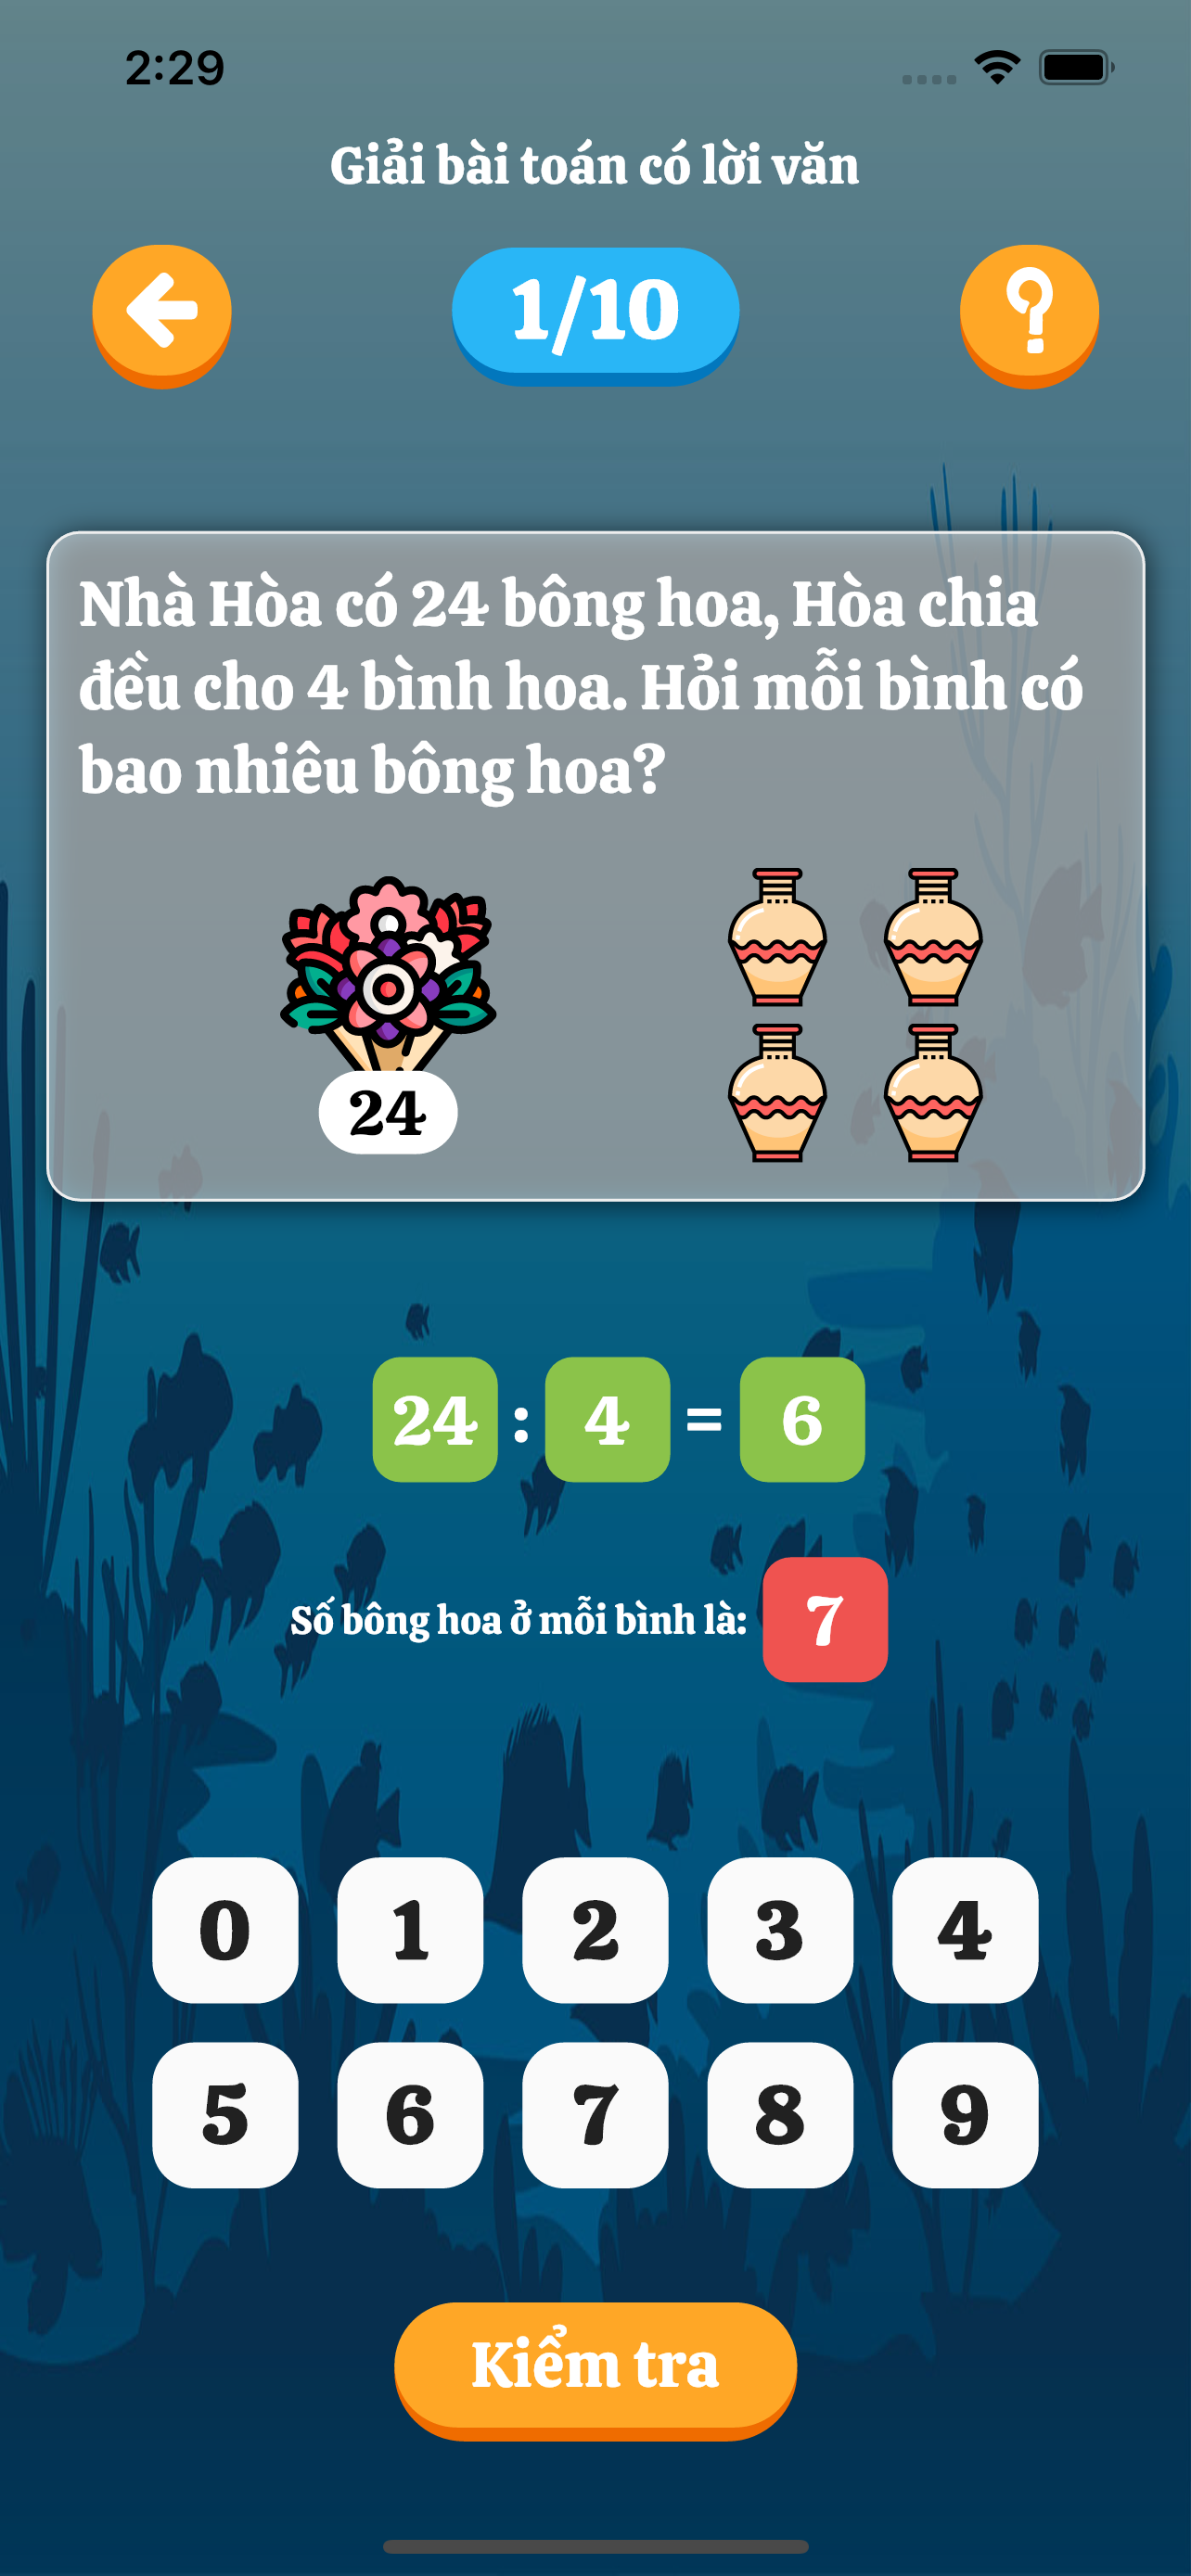 2:29
Giải bài toán có lời văn
1/10
?
Nhà Hòa có 24 bông hoa, Hòa chia
đều cho 4 bình hoa. Hỏi mỗi bình có
bao nhiêu bông hoa?
24
24 : 4 = 6
Số bông hoa ở mỗi bình là: 7
0 1 2 3 4
5 6 7 8 9
Kiểm tra